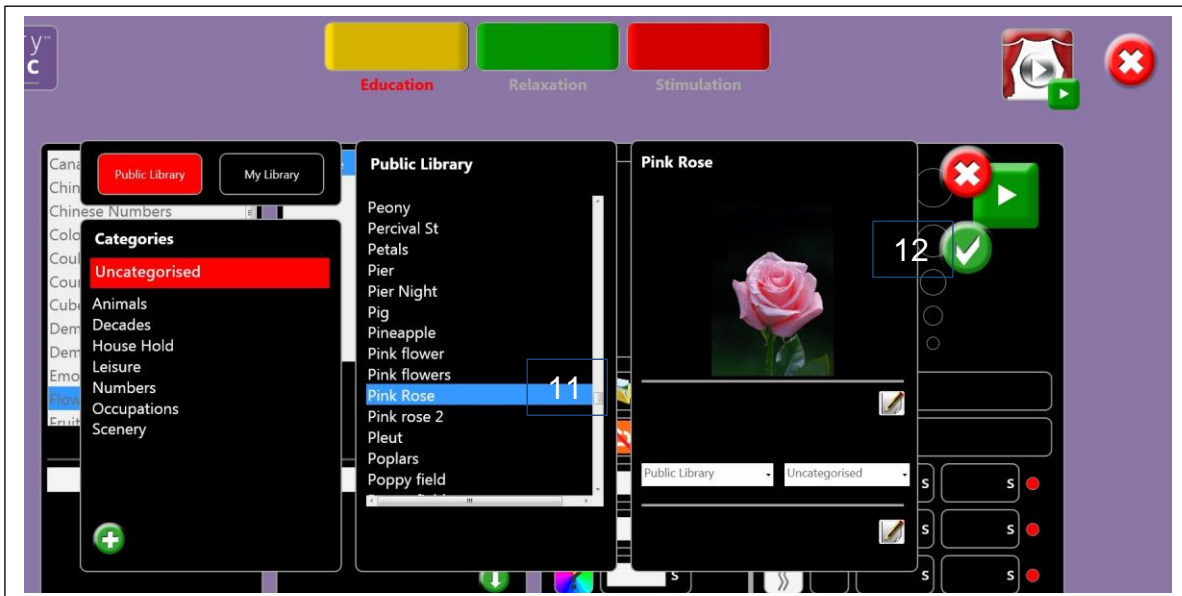 y™
c
Education
Relaxation
Stimulation
Public Library
My Library
Chinese Numbers
Categories
Uncategorised
Animals
Decades
House Hold
Leisure
Numbers
Occupations
Scenery
Public Library
Peony
Percival St
Petals
Pier
Pier Night
Pig
Pineapple
Pink flower
Pink flowers
Pink Rose
11
Pink rose 2
Pleut
Poplars
Poppy field
Pink Rose
12
Public Library
Uncategorised
s
s
s
s
s
s
s